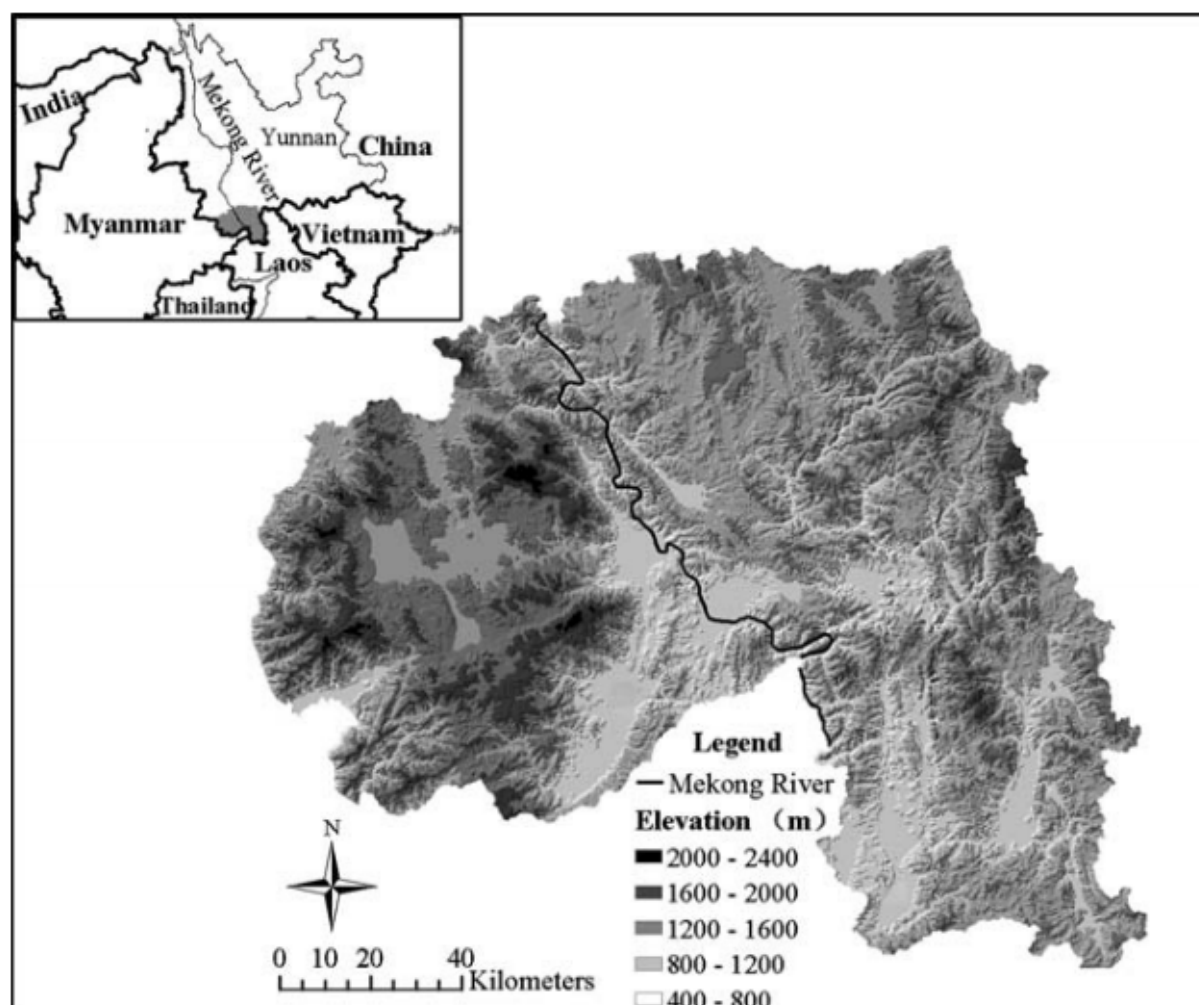 India
Mekong River
Yunnan
China
Myanmar
Vietnam
Laos
Thailand
Legend
Mekong River
Elevation （m）
2000 - 2400
1600 - 2000
1200 - 1600
800 - 1200
400 - 800
N
0 10 20 40
Kilometers